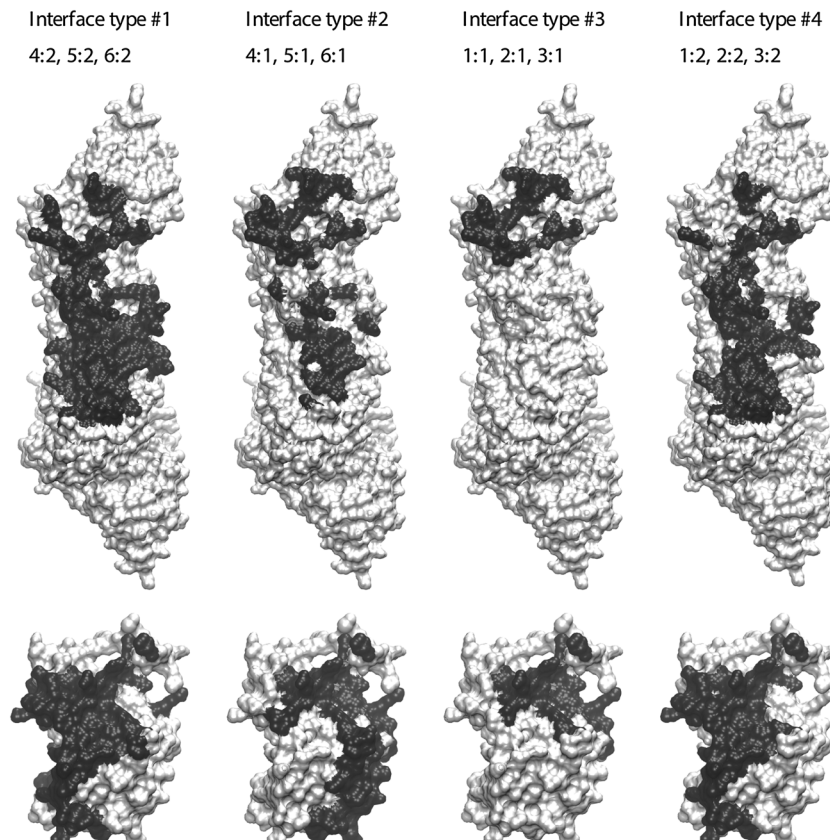 Interface type #1
Interface type #2
Interface type #3
Interface type #4
4:2, 5:2, 6:2
4:1, 5:1, 6:1
1:1, 2:1, 3:1
1:2, 2:2, 3:2